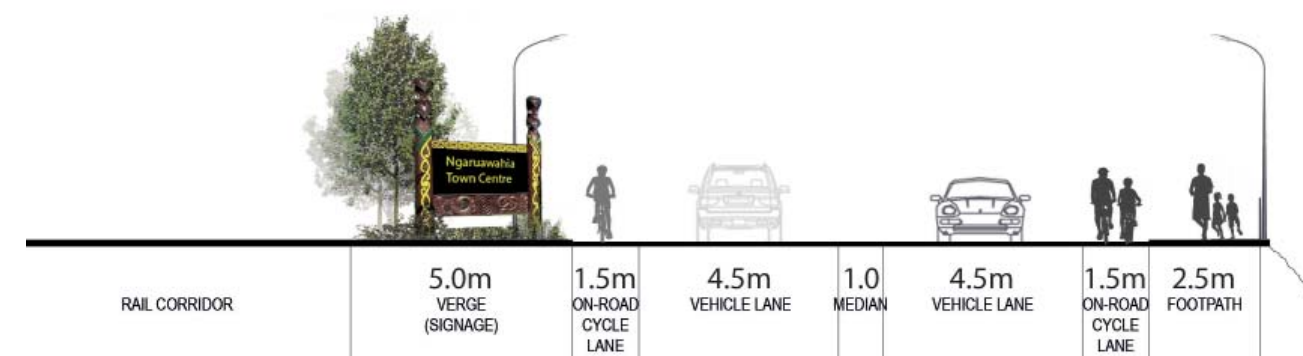 Ngaruawahia
Town Centre
RAIL CORRIDOR
5.0m
VERGE
(SIGNAGE)
1.5m
ON-ROAD
CYCLE
LANE
4.5m
VEHICLE LANE
1.0
MEDIAN
4.5m
VEHICLE LANE
1.5m
ON-ROAD
CYCLE
LANE
2.5m
FOOTPATH